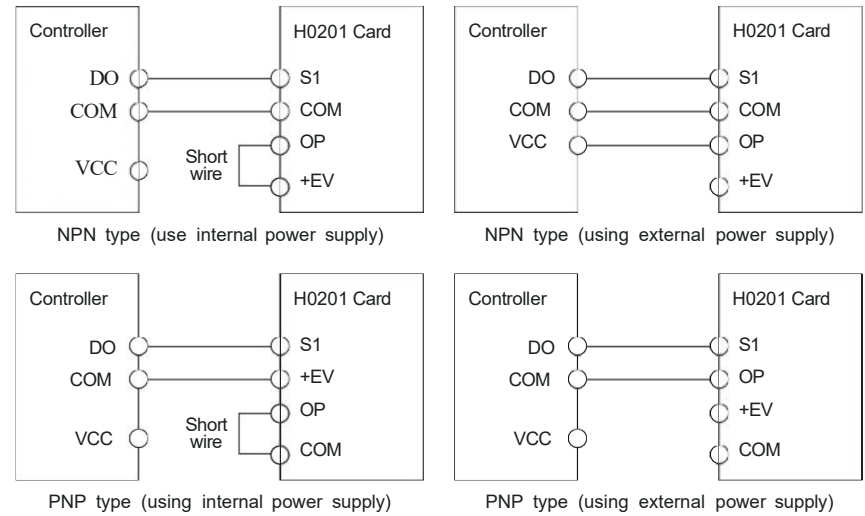 Controller H0201 Card
DO S1
COM COM
OP
VCC Short wire +EV
NPN type (use internal power supply)
Controller H0201 Card
DO S1
COM COM
VCC OP
+EV
NPN type (using external power supply)
Controller H0201 Card
DO S1
COM +EV
OP
VCC Short wire COM
PNP type (using internal power supply)
Controller H0201 Card
DO S1
COM OP
+EV
VCC COM
PNP type (using external power supply)